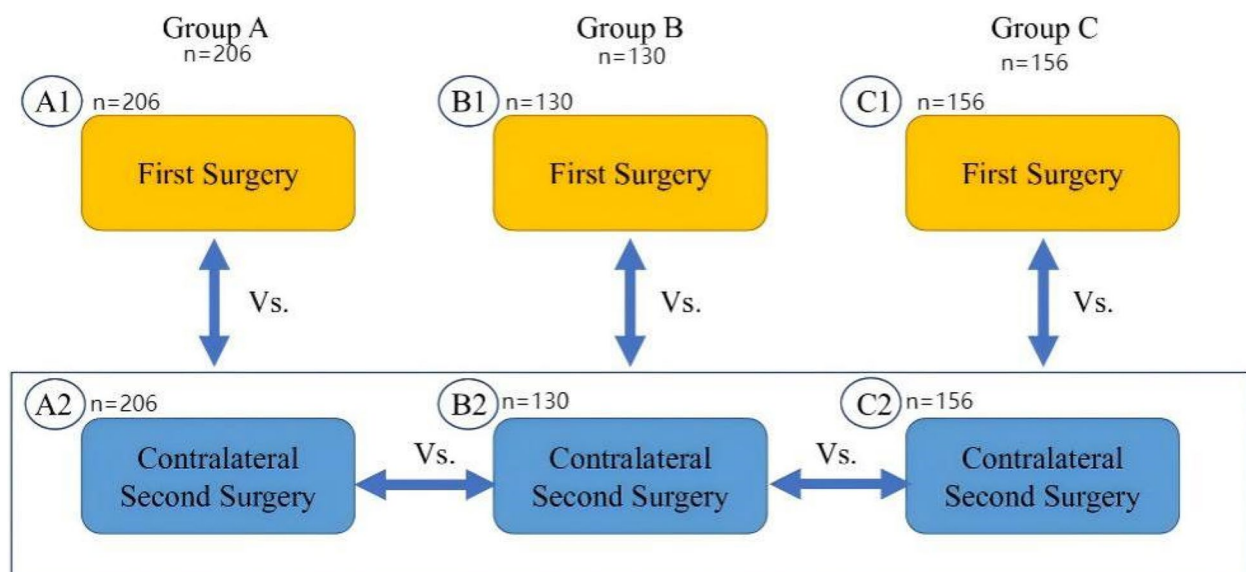 Group A
n=206
Group B
n=130
Group C
n=156
A1
n=206
First Surgery
B1
n=130
First Surgery
C1
n=156
First Surgery
Vs.
Vs.
Vs.
A2
n=206
Contralateral
Second Surgery
Vs.
B2
n=130
Contralateral
Second Surgery
Vs.
C2
n=156
Contralateral
Second Surgery